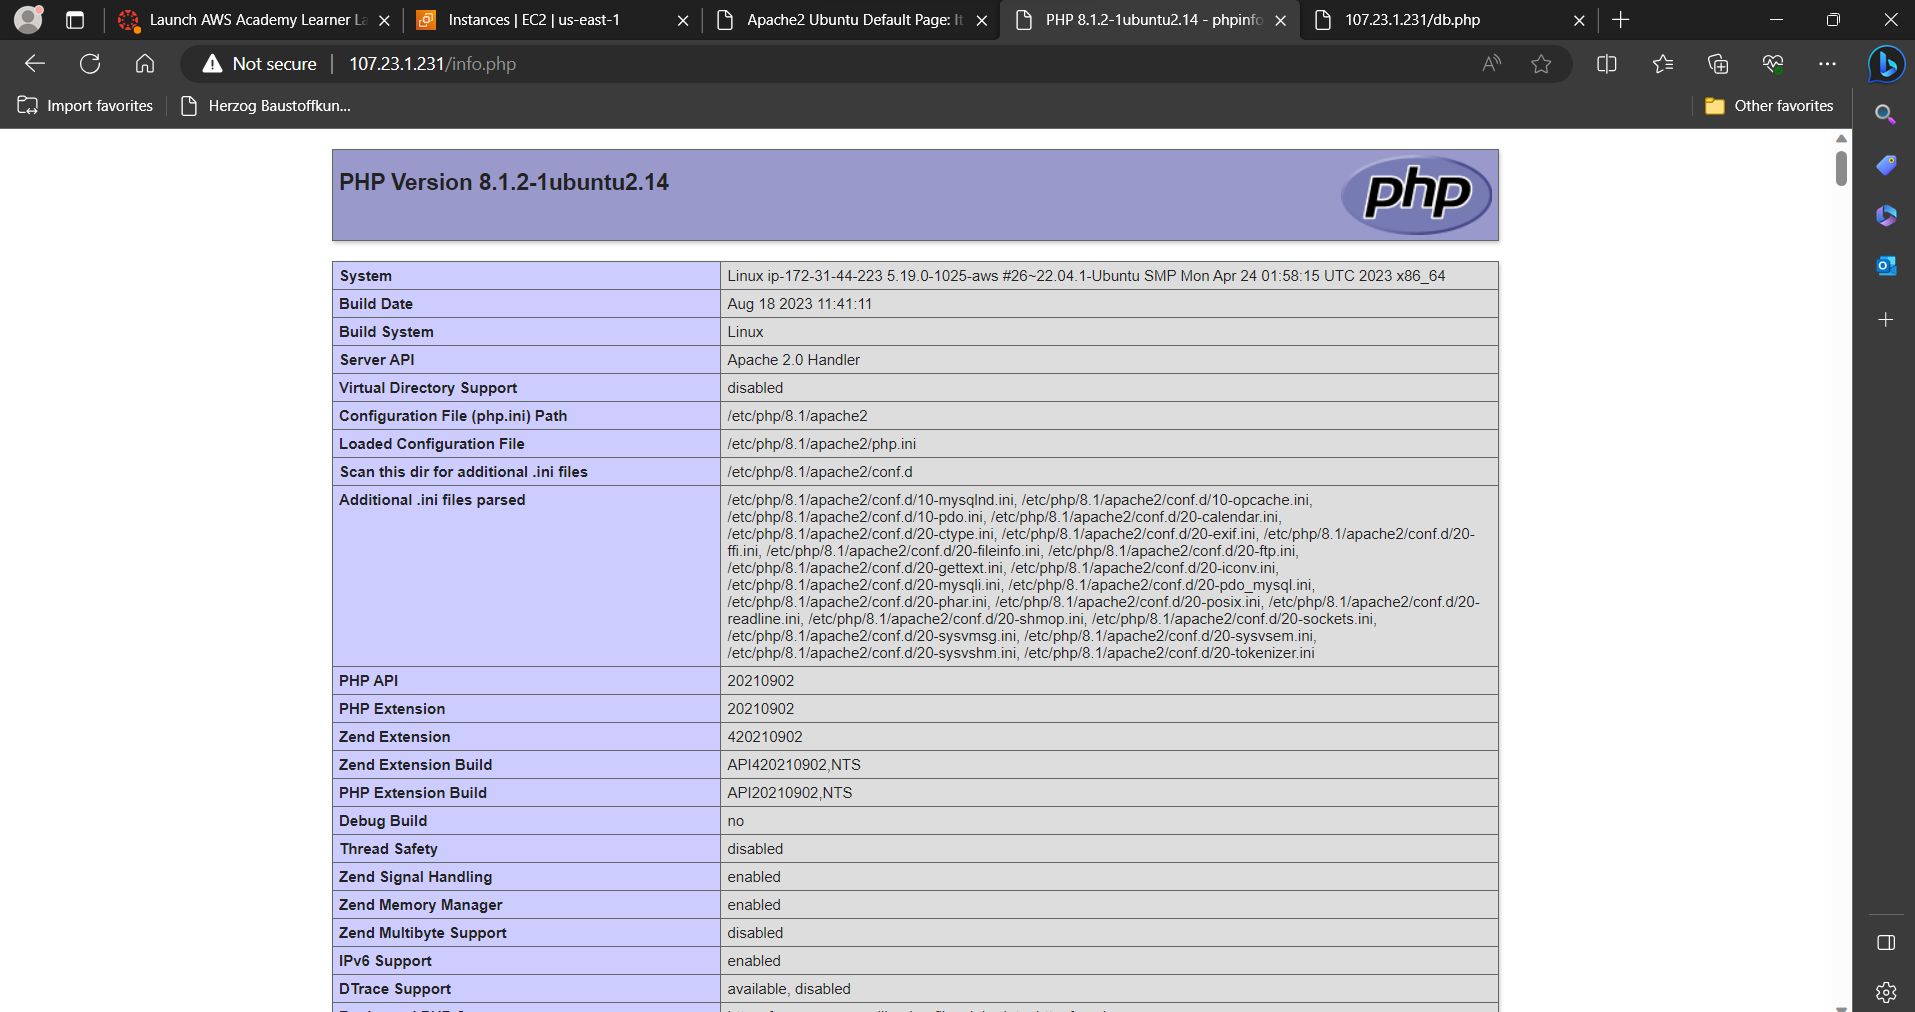 Launch AWS Academy Learner La
Instances | EC2 | us-east-1
Apache2 Ubuntu Default Page: It
PHP 8.1.2-1ubuntu2.14 - phpinfo
107.23.1.231/db.php
Not secure
107.23.1.231/info.php
Import favorites
Herzog Baustoffkun...
Other favorites
PHP Version 8.1.2-1ubuntu2.14
php
System Linux ip-172-31-44-223 5.19.0-1025-aws #26~22.04.1-Ubuntu SMP Mon Apr 24 01:58:15 UTC 2023 x86_64
Build Date Aug 18 2023 11:41:11
Build System Linux
Server API Apache 2.0 Handler
Virtual Directory Support disabled
Configuration File (php.ini) Path /etc/php/8.1/apache2
Loaded Configuration File /etc/php/8.1/apache2/php.ini
Scan this dir for additional .ini files /etc/php/8.1/apache2/conf.d
Additional .ini files parsed /etc/php/8.1/apache2/conf.d/10-mysqlnd.ini, /etc/php/8.1/apache2/conf.d/10-opcache.ini,
/etc/php/8.1/apache2/conf.d/10-pdo.ini, /etc/php/8.1/apache2/conf.d/20-calendar.ini,
/etc/php/8.1/apache2/conf.d/20-ctype.ini, /etc/php/8.1/apache2/conf.d/20-exif.ini, /etc/php/8.1/apache2/conf.d/20-
ffi.ini, /etc/php/8.1/apache2/conf.d/20-fileinfo.ini, /etc/php/8.1/apache2/conf.d/20-ftp.ini,
/etc/php/8.1/apache2/conf.d/20-gettext.ini, /etc/php/8.1/apache2/conf.d/20-iconv.ini,
/etc/php/8.1/apache2/conf.d/20-mysqli.ini, /etc/php/8.1/apache2/conf.d/20-pdo_mysql.ini,
/etc/php/8.1/apache2/conf.d/20-phar.ini, /etc/php/8.1/apache2/conf.d/20-posix.ini, /etc/php/8.1/apache2/conf.d/20-
readline.ini, /etc/php/8.1/apache2/conf.d/20-shmop.ini, /etc/php/8.1/apache2/conf.d/20-sockets.ini,
/etc/php/8.1/apache2/conf.d/20-sysvmsg.ini, /etc/php/8.1/apache2/conf.d/20-sysvsem.ini,
/etc/php/8.1/apache2/conf.d/20-sysvshm.ini, /etc/php/8.1/apache2/conf.d/20-tokenizer.ini
PHP API 20210902
PHP Extension 20210902
Zend Extension 420210902
Zend Extension Build API420210902,NTS
PHP Extension Build API20210902,NTS
Debug Build no
Thread Safety disabled
Zend Signal Handling enabled
Zend Memory Manager enabled
Zend Multibyte Support disabled
IPv6 Support enabled
DTrace Support available, disabled